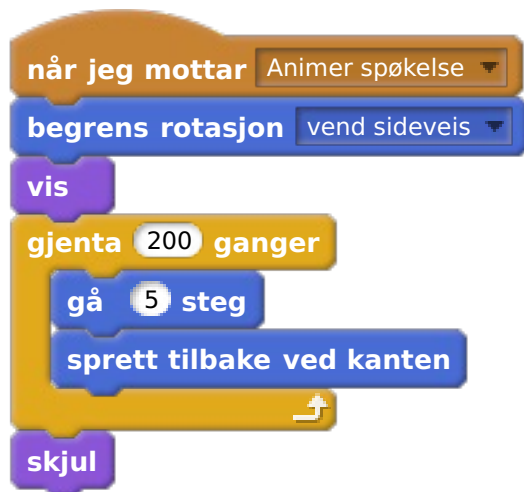 når jeg mottar Animer spøkelse
begrens rotasjon vend sideveis
vis
gjenta 200 ganger
gå 5 steg
sprett tilbake ved kanten
skjul